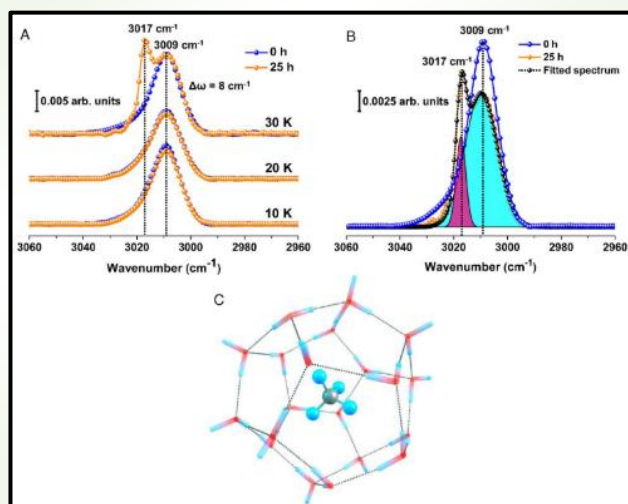 A
3017 cm⁻¹
3009 cm⁻¹
0 h
25 h
Δω = 8 cm⁻¹
0.005 arb. units
30 K
20 K
10 K
3060 3040 3020 3000 2980 2960
Wavenumber (cm⁻¹)
B
3009 cm⁻¹
3017 cm⁻¹
0 h
25 h
Fitted spectrum
0.0025 arb. units
3060 3040 3020 3000 2980 2960
Wavenumber (cm⁻¹)
C